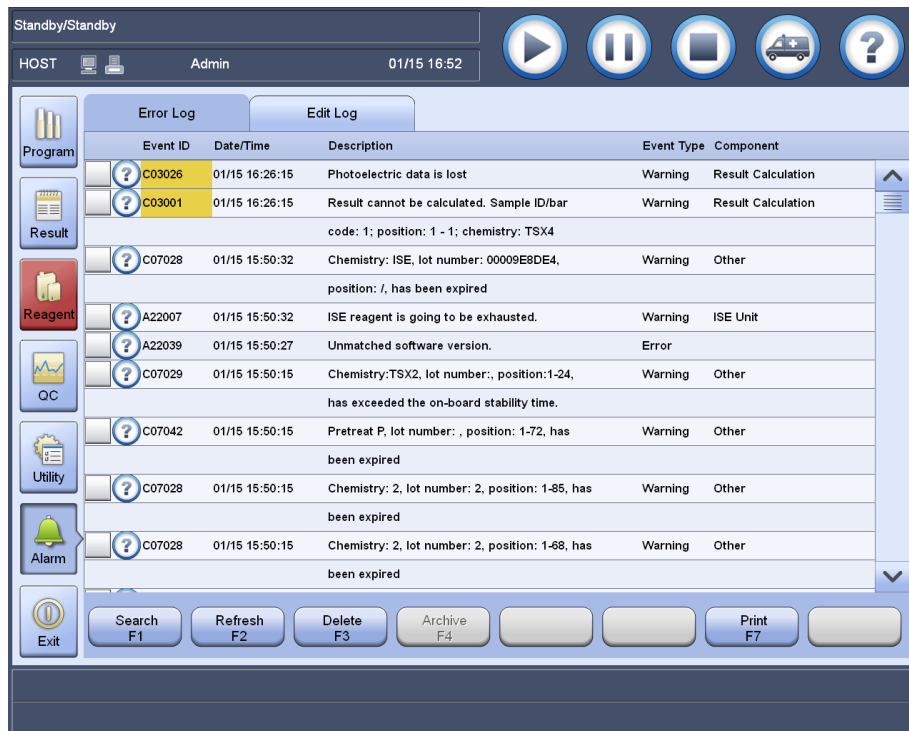 Standby/Standby
HOST Admin 01/15 16:52
Error Log Edit Log
Event ID Date/Time Description Event Type Component
C03026 01/15 16:26:15 Photoelectric data is lost Warning Result Calculation
C03001 01/15 16:26:15 Result cannot be calculated. Sample ID/bar Warning Result Calculation
code: 1; position: 1 - 1; chemistry: TSX4
C07028 01/15 15:50:32 Chemistry: ISE, lot number: 00009E8DE4, Warning Other
position: /, has been expired
A22007 01/15 15:50:32 ISE reagent is going to be exhausted. Warning ISE Unit
A22039 01/15 15:50:27 Unmatched software version. Error
C07029 01/15 15:50:15 Chemistry:TSX2, lot number:, position:1-24, Warning Other
has exceeded the on-board stability time.
C07042 01/15 15:50:15 Pretreat P, lot number: , position: 1-72, has Warning Other
been expired
C07028 01/15 15:50:15 Chemistry: 2, lot number: 2, position: 1-85, has Warning Other
been expired
C07028 01/15 15:50:15 Chemistry: 2, lot number: 2, position: 1-68, has Warning Other
been expired
Program
Result
Reagent
QC
Utility
Alarm
Exit
Search Refresh Delete Archive Print
F1 F2 F3 F4 F7